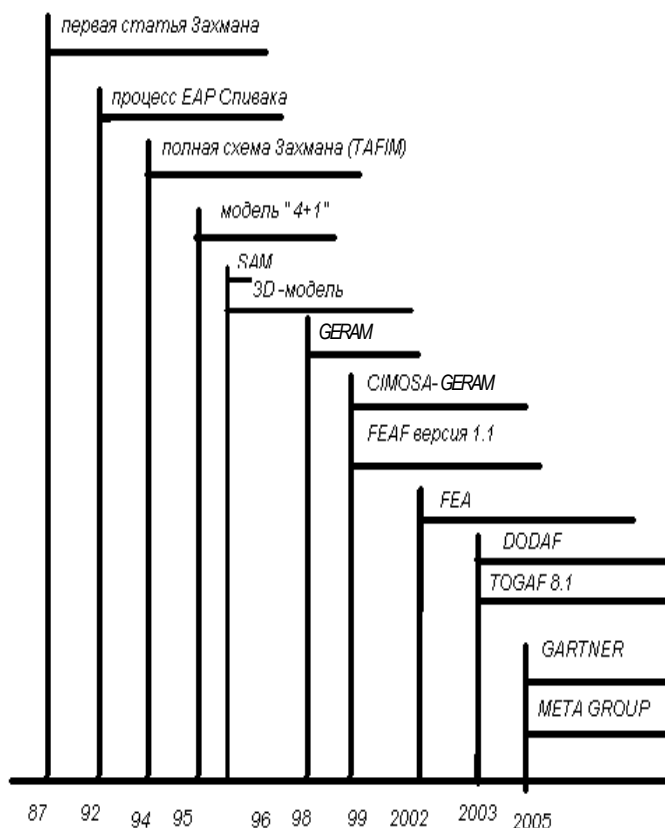 первая статья Захмана
процесс EAP Спивака
полная схема Захмана (TAFIM)
модель "4+1"
SAM
3D-модель
GERAM
CIMOSA-GERAM
FEAF версия 1.1
FEA
DODAF
TOGAF 8.1
GARTNER
META GROUP
87 92 94 95 96 98 99 2002 2003 2005